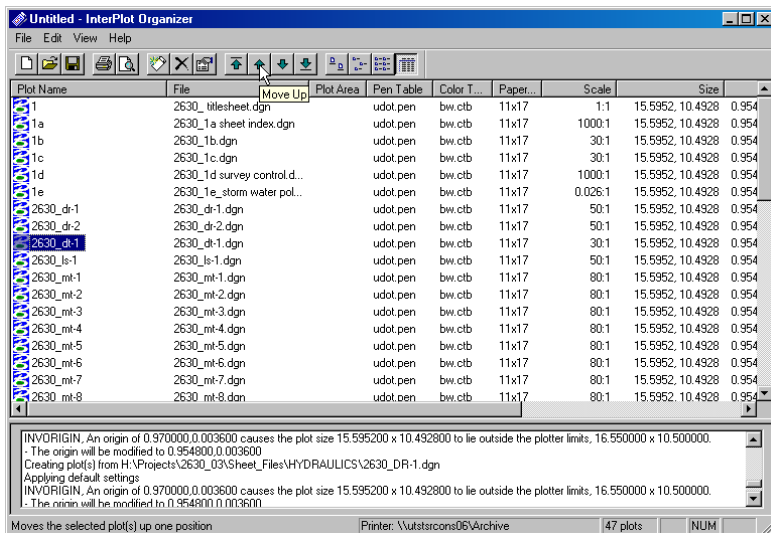 Untitled - InterPlot Organizer
File Edit View Help
Plot Name File Plot Area Pen Table Color T... Paper... Scale Size
Move Up
1 2630_ titlesheet.dgn udot.pen bw.ctb 11x17 1:1 15.5952, 10.4928 0.954
1a 2630_1a sheet index.dgn udot.pen bw.ctb 11x17 1000:1 15.5952, 10.4928 0.954
1b 2630_1b.dgn udot.pen bw.ctb 11x17 30:1 15.5952, 10.4928 0.954
1c 2630_1c.dgn udot.pen bw.ctb 11x17 30:1 15.5952, 10.4928 0.954
1d 2630_1d survey control.d... udot.pen bw.ctb 11x17 1000:1 15.5952, 10.4928 0.954
1e 2630_1e_storm water pol... udot.pen bw.ctb 11x17 0.026:1 15.5952, 10.4928 0.954
2630_dr-1 2630_dr-1.dgn udot.pen bw.ctb 11x17 50:1 15.5952, 10.4928 0.954
2630_dr-2 2630_dr-2.dgn udot.pen bw.ctb 11x17 50:1 15.5952, 10.4928 0.954
2630_dt-1 2630_dt-1.dgn udot.pen bw.ctb 11x17 30:1 15.5952, 10.4928 0.954
2630_ls-1 2630_ls-1.dgn udot.pen bw.ctb 11x17 50:1 15.5952, 10.4928 0.954
2630_mt-1 2630_mt-1.dgn udot.pen bw.ctb 11x17 80:1 15.5952, 10.4928 0.954
2630_mt-2 2630_mt-2.dgn udot.pen bw.ctb 11x17 80:1 15.5952, 10.4928 0.954
2630_mt-3 2630_mt-3.dgn udot.pen bw.ctb 11x17 80:1 15.5952, 10.4928 0.954
2630_mt-4 2630_mt-4.dgn udot.pen bw.ctb 11x17 80:1 15.5952, 10.4928 0.954
2630_mt-5 2630_mt-5.dgn udot.pen bw.ctb 11x17 80:1 15.5952, 10.4928 0.954
2630_mt-6 2630_mt-6.dgn udot.pen bw.ctb 11x17 80:1 15.5952, 10.4928 0.954
2630_mt-7 2630_mt-7.dgn udot.pen bw.ctb 11x17 80:1 15.5952, 10.4928 0.954
2630_mt-8 2630_mt-8.dgn udot.pen bw.ctb 11x17 80:1 15.5952, 10.4928 0.954
INVORIGIN, An origin of 0.970000,0.003600 causes the plot size 15.595200 x 10.492800 to lie outside the plotter limits, 16.550000 x 10.500000.
- The origin will be modified to 0.954800,0.003600
Creating plot(s) from H:\Projects\2630_03\Sheet_Files\HYDRAULICS\2630_DR-1.dgn
Applying default settings
INVORIGIN, An origin of 0.970000,0.003600 causes the plot size 15.595200 x 10.492800 to lie outside the plotter limits, 16.550000 x 10.500000.
- The origin will be modified to 0.954800,0.003600
Moves the selected plot(s) up one position Printer: \\utstsrcons06\Archive 47 plots NUM